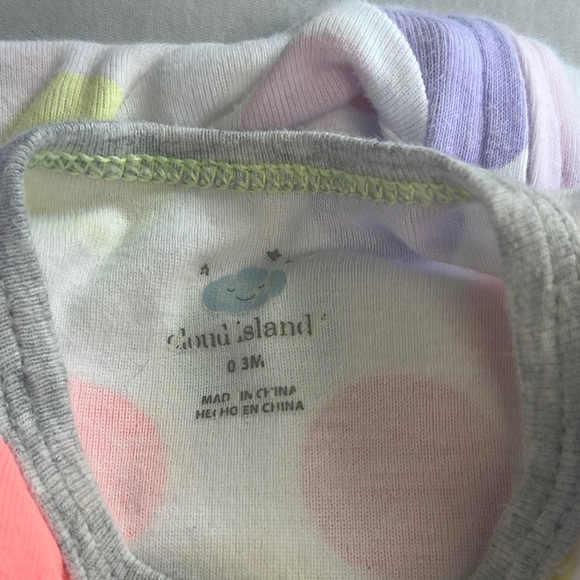 cloud island
0 3M
MADE IN CHINA
HECHO EN CHINA